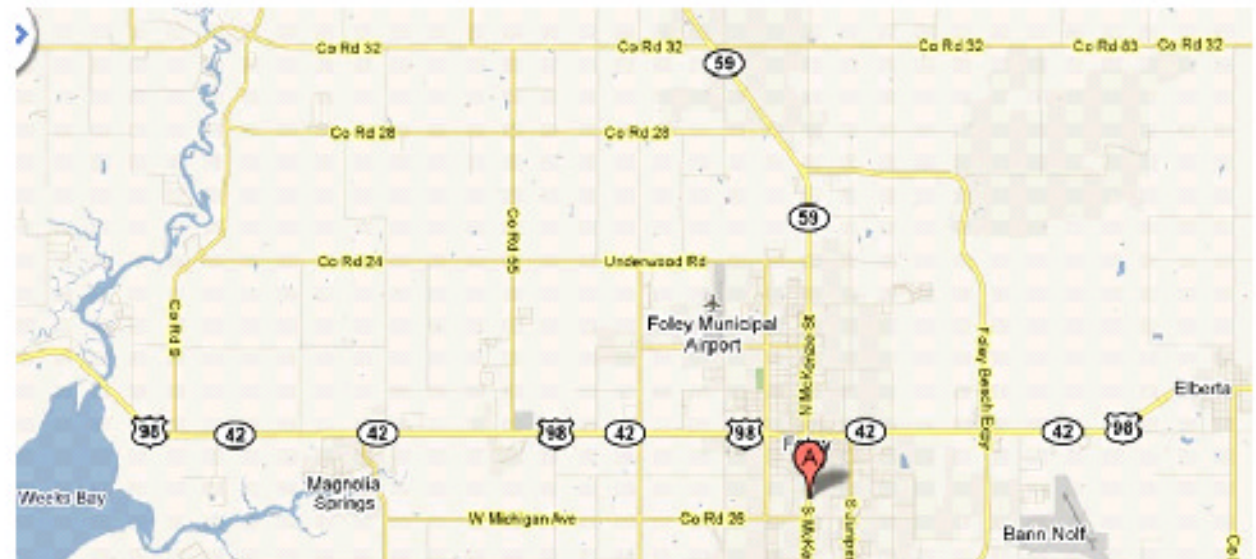 Co Rd 32
Co Rd 32
Co Rd 32
Co Rd 83
Co Rd 32
59
Co Rd 28
Co Rd 28
59
Co Rd 95
Co Rd 24
Underwood Rd
Co Rd 9
Foley Municipal
Airport
Foley Beach Expy
Elberta
98
42
42
98
42
98
42
42
98
A
Magnolia
Springs
Weeks Bay
W Michigan Ave
Co Rd 26
Bann Nolf